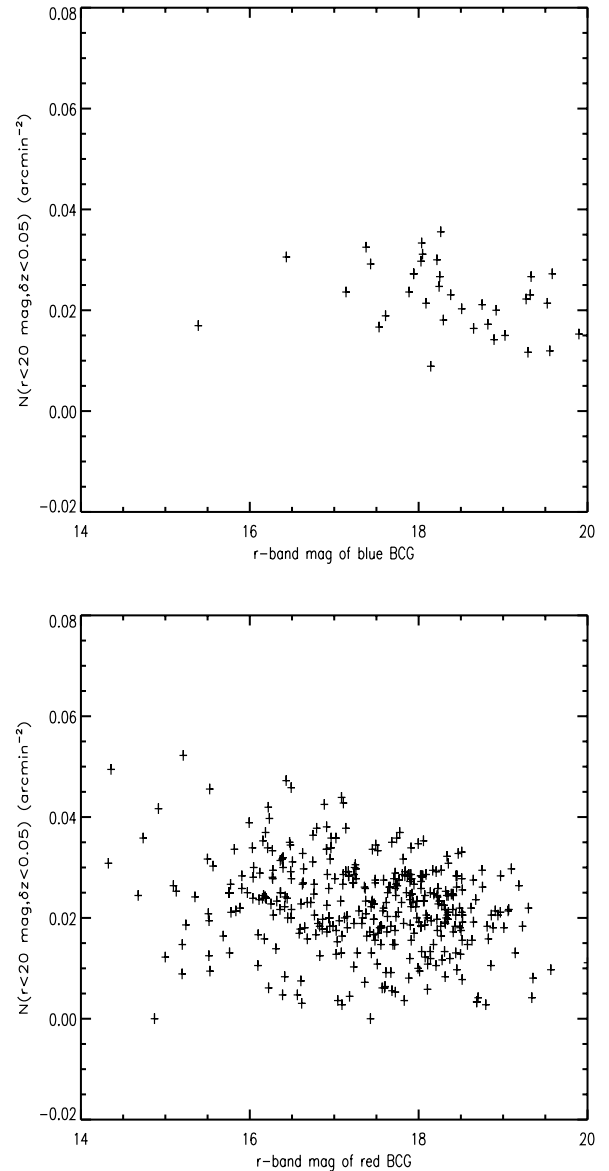 0.08
0.06
0.04
0.02
0.00
−0.02
N(r<20 mag,δz<0.05) (arcmin⁻²)
14 16 18 20
r−band mag of blue BCG
0.08
0.06
0.04
0.02
0.00
−0.02
N(r<20 mag,δz<0.05) (arcmin⁻²)
14 16 18 20
r−band mag of red BCG